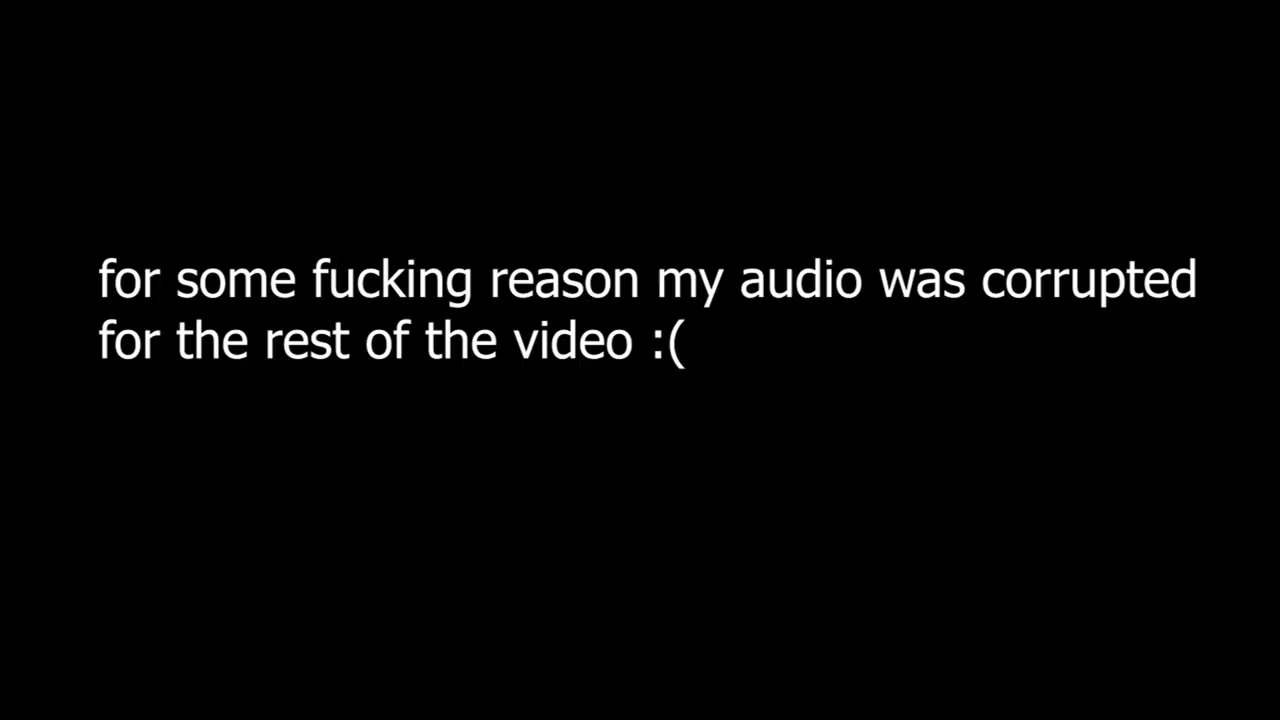 for some fucking reason my audio was corrupted
for the rest of the video :(